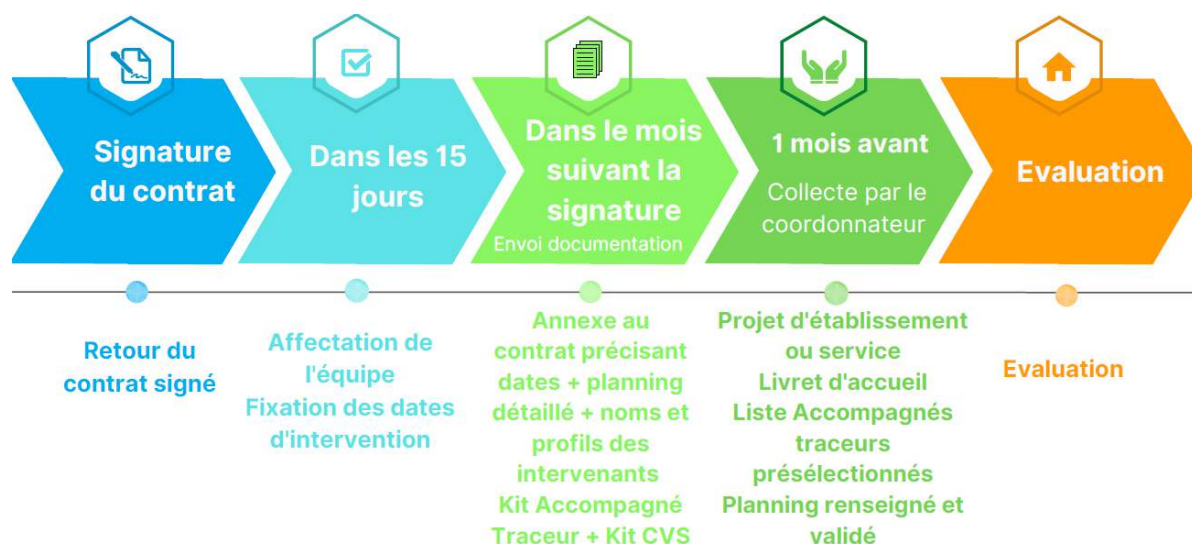 Signature
du contrat
Dans les 15
jours
Dans le mois
suivant la
signature
Envoi documentation
1 mois avant
Collecte par le
coordonnateur
Evaluation
Retour du
contrat signé
Affectation de
l'équipe
Fixation des dates
d'intervention
Annexe au
contrat précisant
dates + planning
détaillé + noms et
profils des
intervenants
Kit Accompagné
Traceur + Kit CVS
Projet d'établissement
ou service
Livret d'accueil
Liste Accompagnés
traceurs
présélectionnés
Planning renseigné et
validé
Evaluation